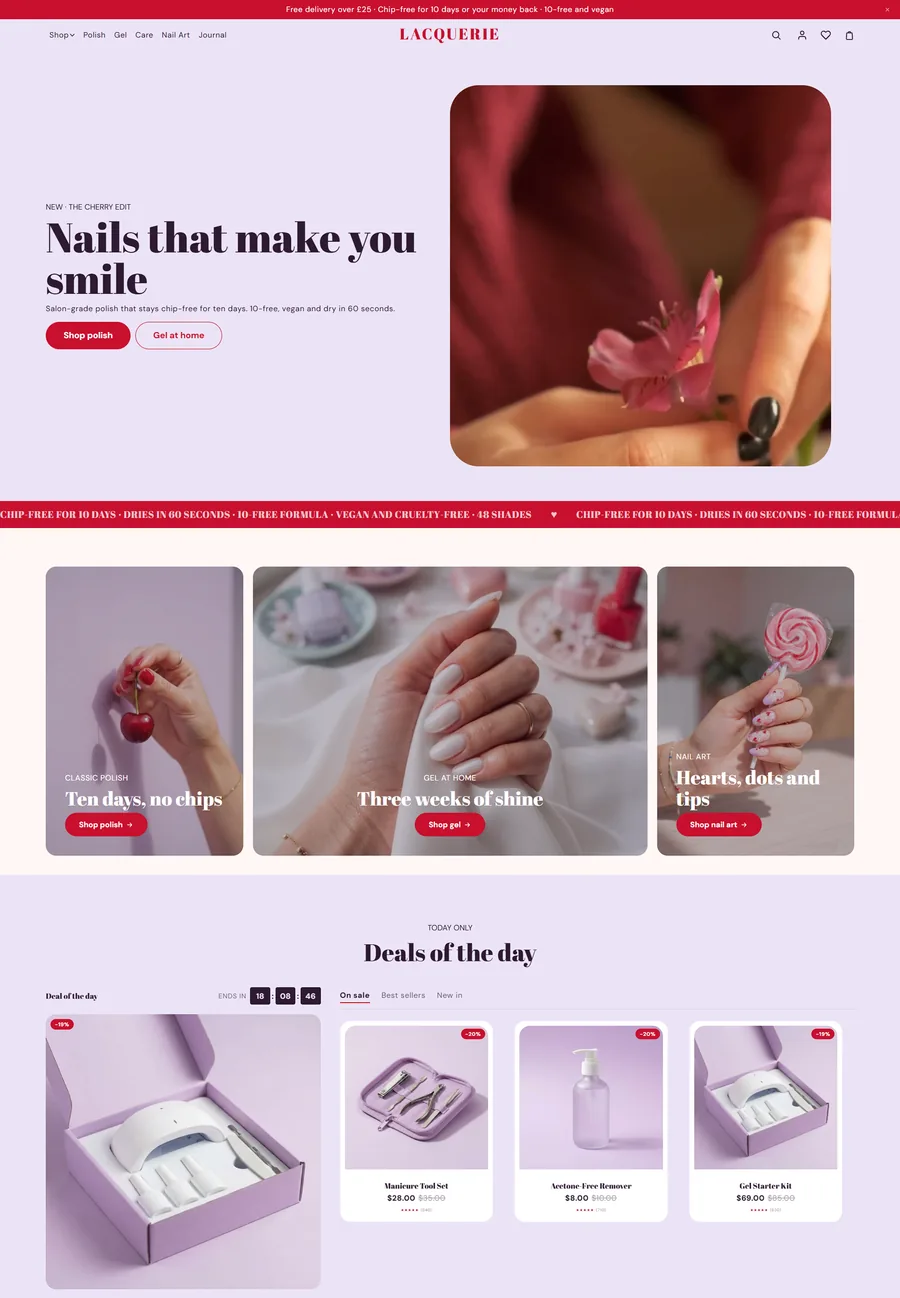 Free delivery over £25 · Chip-free for 10 days or your money back · 10-free and vegan
×
Shop Polish Gel Care Nail Art Journal
LACQUERIE
NEW · THE CHERRY EDIT
Nails that make you
smile
Salon-grade polish that stays chip-free for ten days. 10-free, vegan and dry in 60 seconds.
Shop polish
Gel at home
CHIP-FREE FOR 10 DAYS · DRIES IN 60 SECONDS · 10-FREE FORMULA · VEGAN AND CRUELTY-FREE · 48 SHADES ♥ CHIP-FREE FOR 10 DAYS · DRIES IN 60 SECONDS · 10-FREE
CLASSIC POLISH
Ten days, no chips
Shop polish →
GEL AT HOME
Three weeks of shine
Shop gel →
NAIL ART
Hearts, dots and
tips
Shop nail art →
TODAY ONLY
Deals of the day
Deal of the day
ENDS IN 18 : 08 : 46
-19%
On sale Best sellers New in
-20%
Manicure Tool Set
$28.00 $35.00
-20%
Acetone-Free Remover
$8.00 $10.00
-19%
Gel Starter Kit
$69.00 $85.00